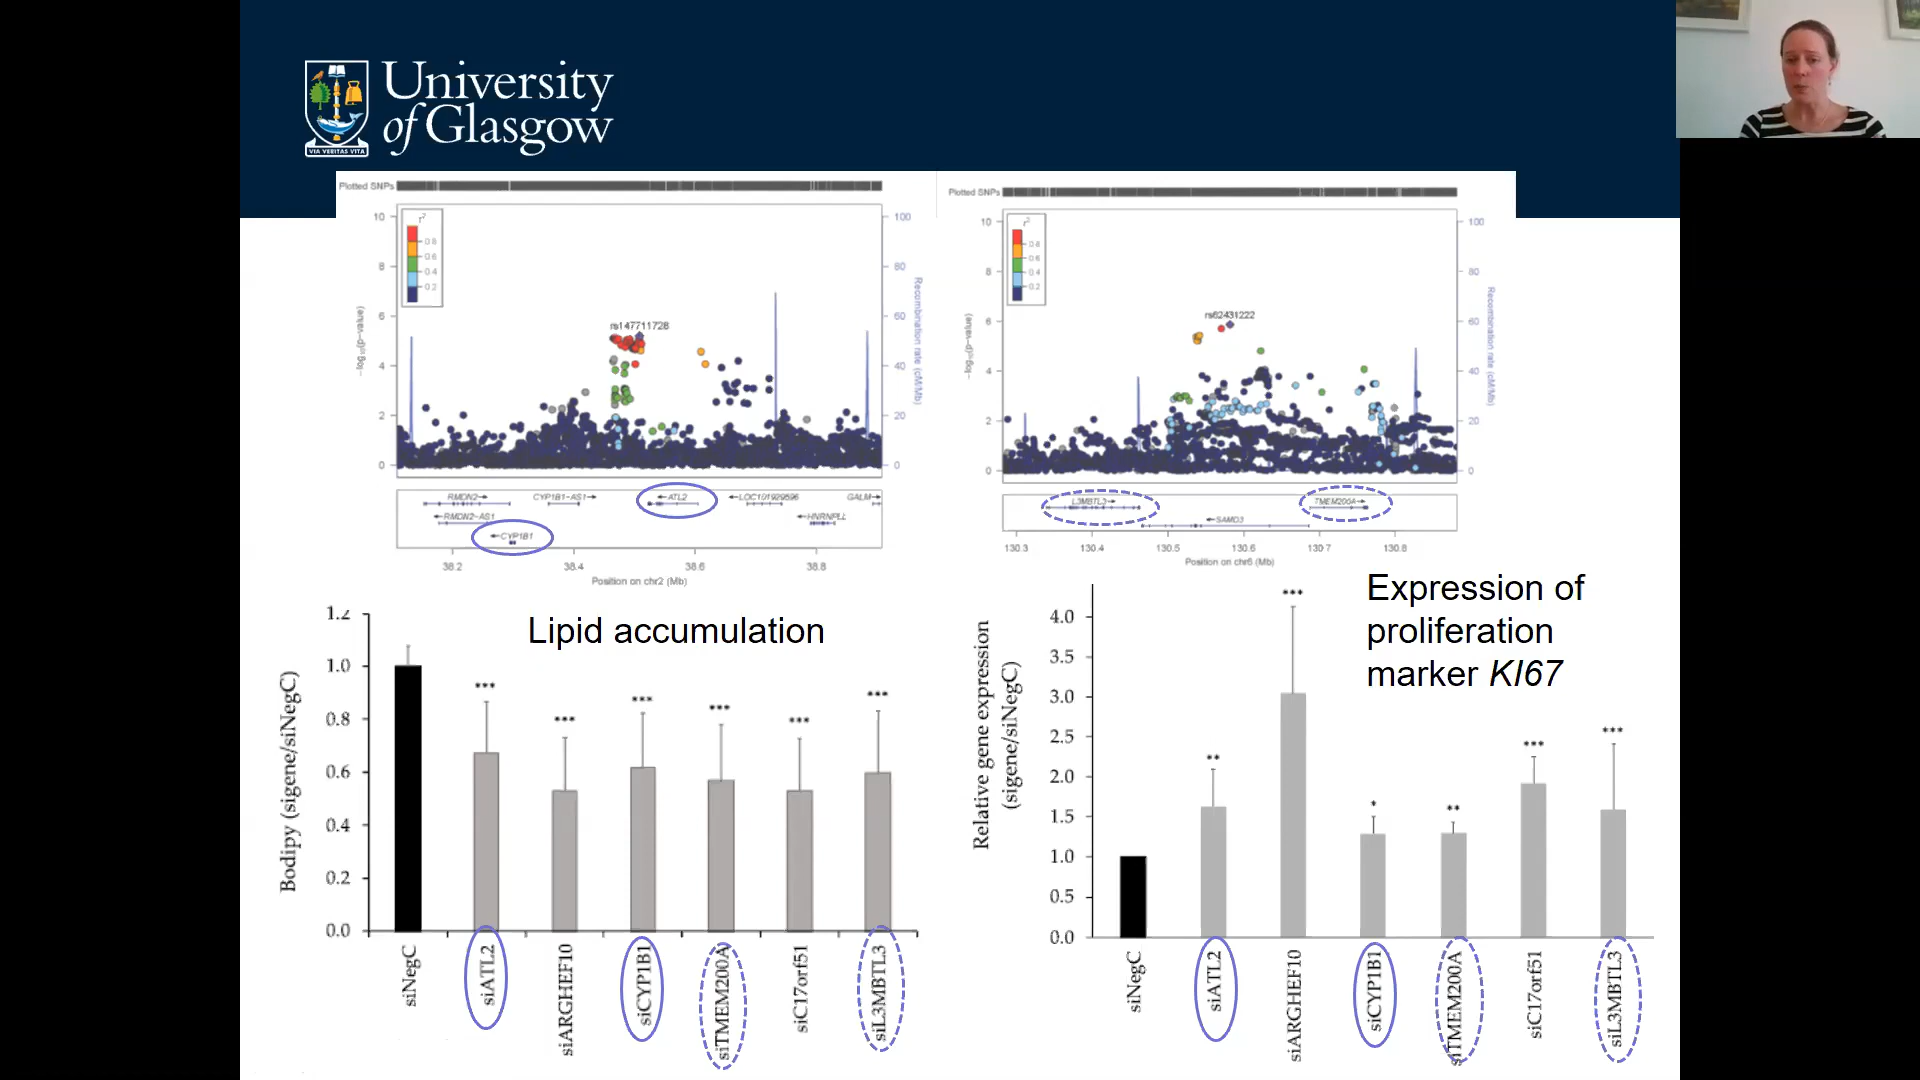 University
of Glasgow
VIA VERITAS VITA
Plotted SNPs
r²
0.8
0.6
0.4
0.2
10
8
6
4
2
0
100
80
60
40
20
0
−log₁₀(p−value)
Recombination rate (cM/Mb)
rs147711728
RMDN2
CYP1B1−AS1
ATL2
LOC101929596
GALM
RMDN2−AS1
HNRNPLL
CYP1B1
38.2
38.4
38.6
38.8
Position on chr2 (Mb)
Plotted SNPs
r²
0.8
0.6
0.4
0.2
10
8
6
4
2
0
100
80
60
40
20
0
−log₁₀(p−value)
Recombination rate (cM/Mb)
rs62431222
L3MBTL3
TMEM200A
SAMD3
130.3
130.4
130.5
130.6
130.7
130.8
Position on chr6 (Mb)
Lipid accumulation
Bodipy (sigene/siNegC)
1.2
1.0
0.8
0.6
0.4
0.2
0.0
***
***
***
***
***
***
siNegC
siATL2
siARGHEF10
siCYP1B1
siTMEM200A
siC17orf51
siL3MBTL3
Expression of
proliferation
marker KI67
Relative gene expression
(sigene/siNegC)
4.0
3.5
3.0
2.5
2.0
1.5
1.0
0.5
0.0
**
***
*
**
***
***
siNegC
siATL2
siARGHEF10
siCYP1B1
siTMEM200A
siC17orf51
siL3MBTL3